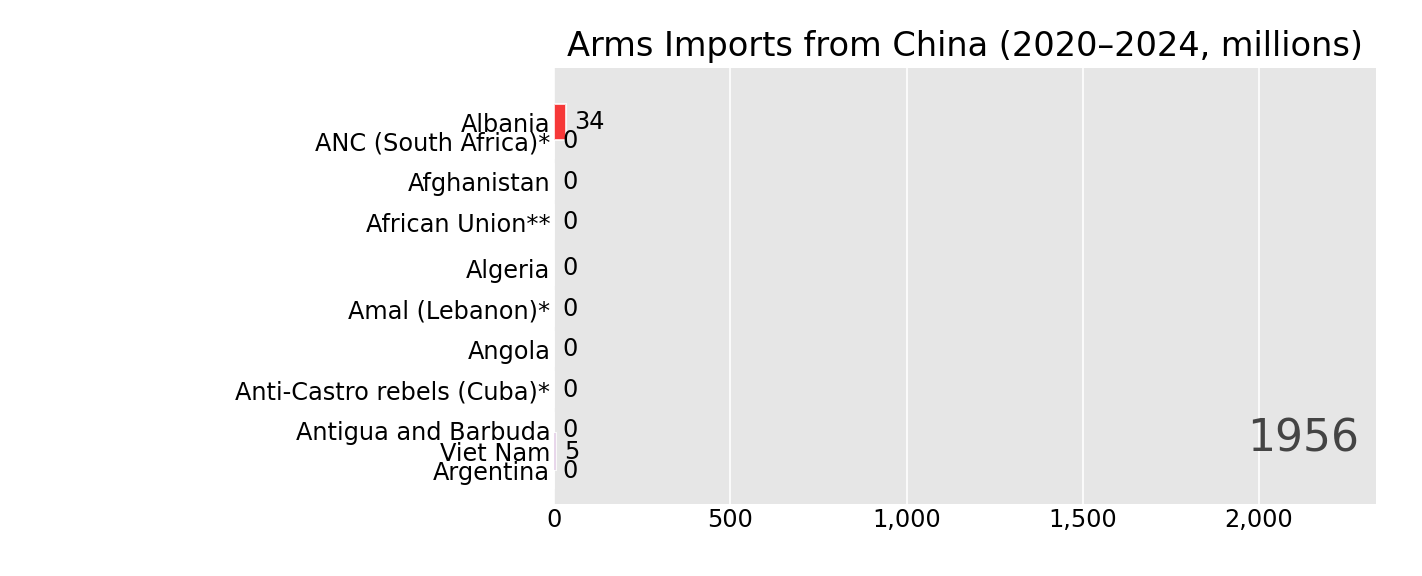 Arms Imports from China (2020–2024, millions)
Albania 34
ANC (South Africa)* 0
Afghanistan 0
African Union** 0
Algeria 0
Amal (Lebanon)* 0
Angola 0
Anti-Castro rebels (Cuba)* 0
Antigua and Barbuda 0
1956
Viet Nam 5
Argentina 0
0 500 1,000 1,500 2,000